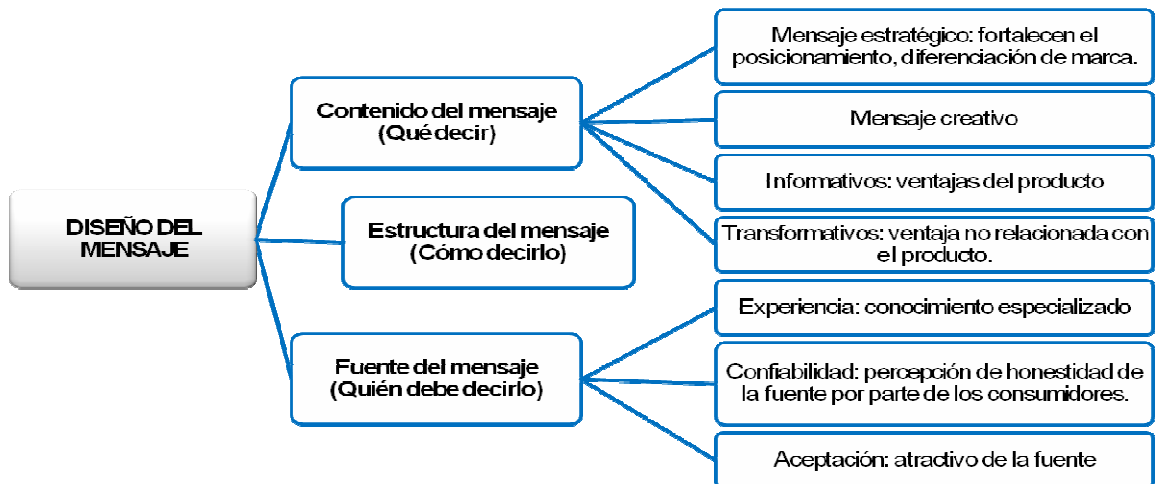 DISEÑO DEL
MENSAJE
Contenido del mensaje
(Qué decir)
Mensaje estratégico: fortalecen el
posicionamiento, diferenciación de marca.
Mensaje creativo
Informativos: ventajas del producto
Transformativos: ventaja no relacionada con
el producto.
Estructura del mensaje
(Cómo decirlo)
Fuente del mensaje
(Quién debe decirlo)
Experiencia: conocimiento especializado
Confiabilidad: percepción de honestidad de
la fuente por parte de los consumidores.
Aceptación: atractivo de la fuente